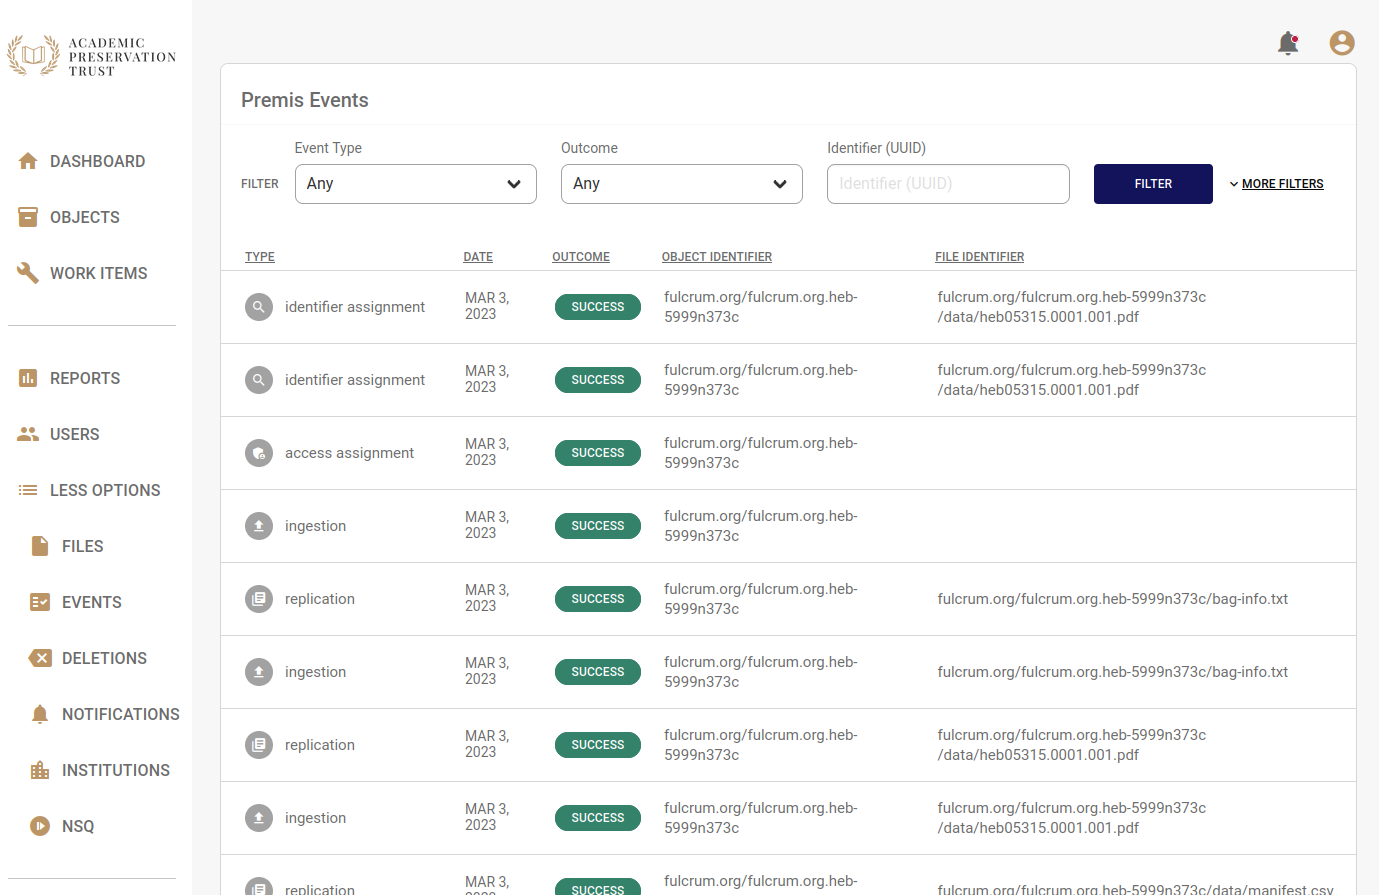 ACADEMIC
PRESERVATION
TRUST
DASHBOARD
OBJECTS
WORK ITEMS
REPORTS
USERS
LESS OPTIONS
FILES
EVENTS
DELETIONS
NOTIFICATIONS
INSTITUTIONS
NSQ
Premis Events
Event Type
Outcome
Identifier (UUID)
FILTER
Any
Any
Identifier (UUID)
FILTER
MORE FILTERS
TYPE DATE OUTCOME OBJECT IDENTIFIER FILE IDENTIFIER
identifier assignment
MAR 3,
2023
SUCCESS
fulcrum.org/fulcrum.org.heb-
5999n373c
fulcrum.org/fulcrum.org.heb-5999n373c
/data/heb05315.0001.001.pdf
identifier assignment
MAR 3,
2023
SUCCESS
fulcrum.org/fulcrum.org.heb-
5999n373c
fulcrum.org/fulcrum.org.heb-5999n373c
/data/heb05315.0001.001.pdf
access assignment
MAR 3,
2023
SUCCESS
fulcrum.org/fulcrum.org.heb-
5999n373c
ingestion
MAR 3,
2023
SUCCESS
fulcrum.org/fulcrum.org.heb-
5999n373c
replication
MAR 3,
2023
SUCCESS
fulcrum.org/fulcrum.org.heb-
5999n373c
fulcrum.org/fulcrum.org.heb-5999n373c/bag-info.txt
ingestion
MAR 3,
2023
SUCCESS
fulcrum.org/fulcrum.org.heb-
5999n373c
fulcrum.org/fulcrum.org.heb-5999n373c/bag-info.txt
replication
MAR 3,
2023
SUCCESS
fulcrum.org/fulcrum.org.heb-
5999n373c
fulcrum.org/fulcrum.org.heb-5999n373c
/data/heb05315.0001.001.pdf
ingestion
MAR 3,
2023
SUCCESS
fulcrum.org/fulcrum.org.heb-
5999n373c
fulcrum.org/fulcrum.org.heb-5999n373c
/data/heb05315.0001.001.pdf
replication
MAR 3,
SUCCESS
fulcrum.org/fulcrum.org.heb-
fulcrum.org/fulcrum.org.heb-5999n373c/data/manifest.csv